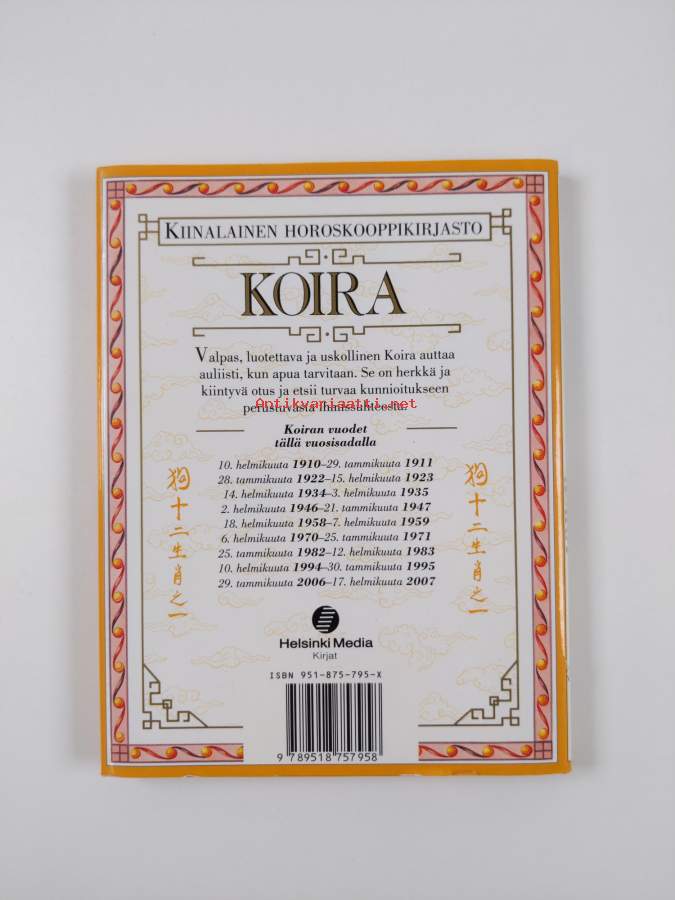 KIINALAINEN HOROSKOOPPIKIRJASTO
KOIRA
Valpas, luotettava ja uskollinen Koira auttaa
auliisti, kun apua tarvitaan. Se on herkkä ja
kiintyvä otus ja etsii turvaa kunnioitukseen
Antikvariaatti.net
perustuvasta ihmissuhteesta.
Koiran vuodet
tällä vuosisadalla
10. helmikuuta 1910–29. tammikuuta 1911
28. tammikuuta 1922–15. helmikuuta 1923
14. helmikuuta 1934–3. helmikuuta 1935
2. helmikuuta 1946–21. tammikuuta 1947
18. helmikuuta 1958–7. helmikuuta 1959
6. helmikuuta 1970–25. tammikuuta 1971
25. tammikuuta 1982–12. helmikuuta 1983
10. helmikuuta 1994–30. tammikuuta 1995
29. tammikuuta 2006–17. helmikuuta 2007
狗十二生肖之一
狗十二生肖之一
Helsinki Media
Kirjat
ISBN 951-875-795-X
9 789518 757958